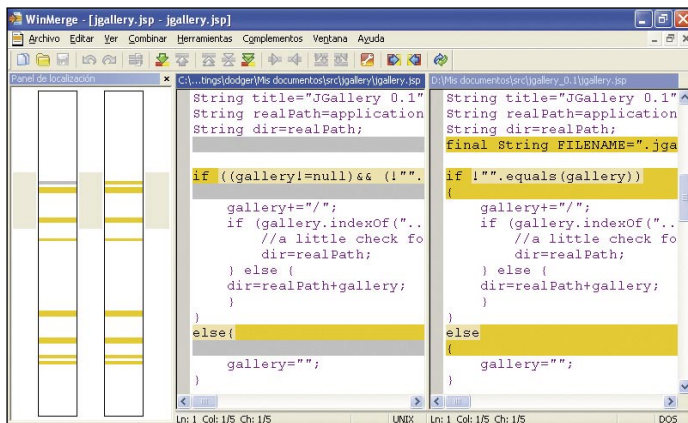 WinMerge - [jgallery.jsp - jgallery.jsp]
Archivo Editar Ver Combinar Herramientas Complementos Ventana Ayuda
Panel de localización
C:\...tings\dodger\Mis documentos\src\jgallery\jgallery.jsp
String title="JGallery 0.1"
String realPath=application
String dir=realPath;
if ((gallery!=null)&& (!"".
gallery+="/";
if (gallery.indexOf("..
//a little check fo
dir=realPath;
} else {
dir=realPath+gallery;
}
}
else{
gallery="";
}
Ln: 1 Col: 1/5 Ch: 1/5 UNIX
D:\Mis documentos\src\jgallery_0.1\jgallery.jsp
String title="JGallery 0.1"
String realPath=application
String dir=realPath;
final String FILENAME=".jga
if !"".equals(gallery))
{
gallery+="/";
if (gallery.indexOf("..
//a little check fo
dir=realPath;
} else {
dir=realPath+gallery;
}
}
else
{
gallery="";
}
Ln: 1 Col: 1/5 Ch: 1/5 DOS